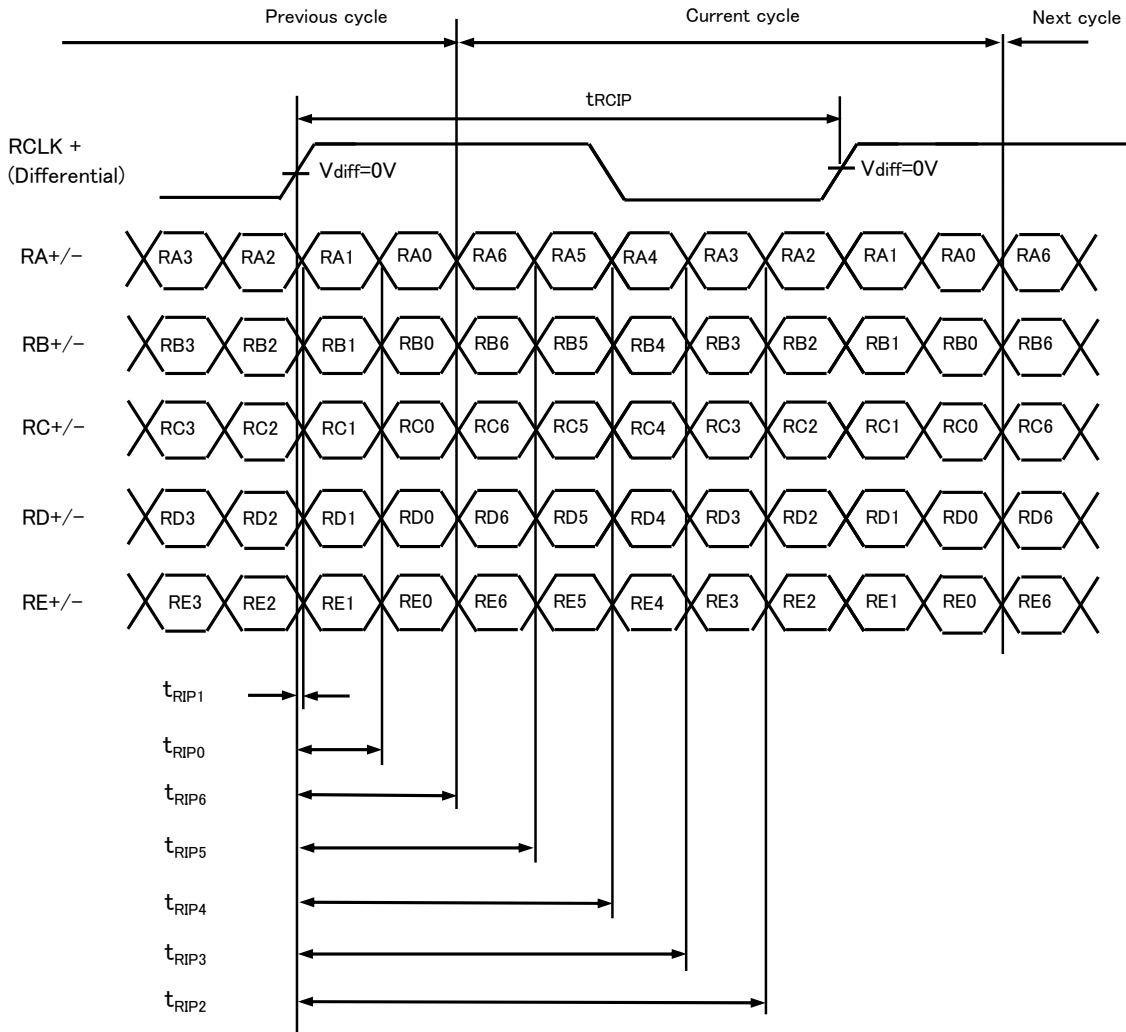 Previous cycle Current cycle Next cycle
tRCIP
RCLK +
(Differential)
Vdiff=0V Vdiff=0V
RA+/- RA3 RA2 RA1 RA0 RA6 RA5 RA4 RA3 RA2 RA1 RA0 RA6
RB+/- RB3 RB2 RB1 RB0 RB6 RB5 RB4 RB3 RB2 RB1 RB0 RB6
RC+/- RC3 RC2 RC1 RC0 RC6 RC5 RC4 RC3 RC2 RC1 RC0 RC6
RD+/- RD3 RD2 RD1 RD0 RD6 RD5 RD4 RD3 RD2 RD1 RD0 RD6
RE+/- RE3 RE2 RE1 RE0 RE6 RE5 RE4 RE3 RE2 RE1 RE0 RE6
tRIP1
tRIP0
tRIP6
tRIP5
tRIP4
tRIP3
tRIP2